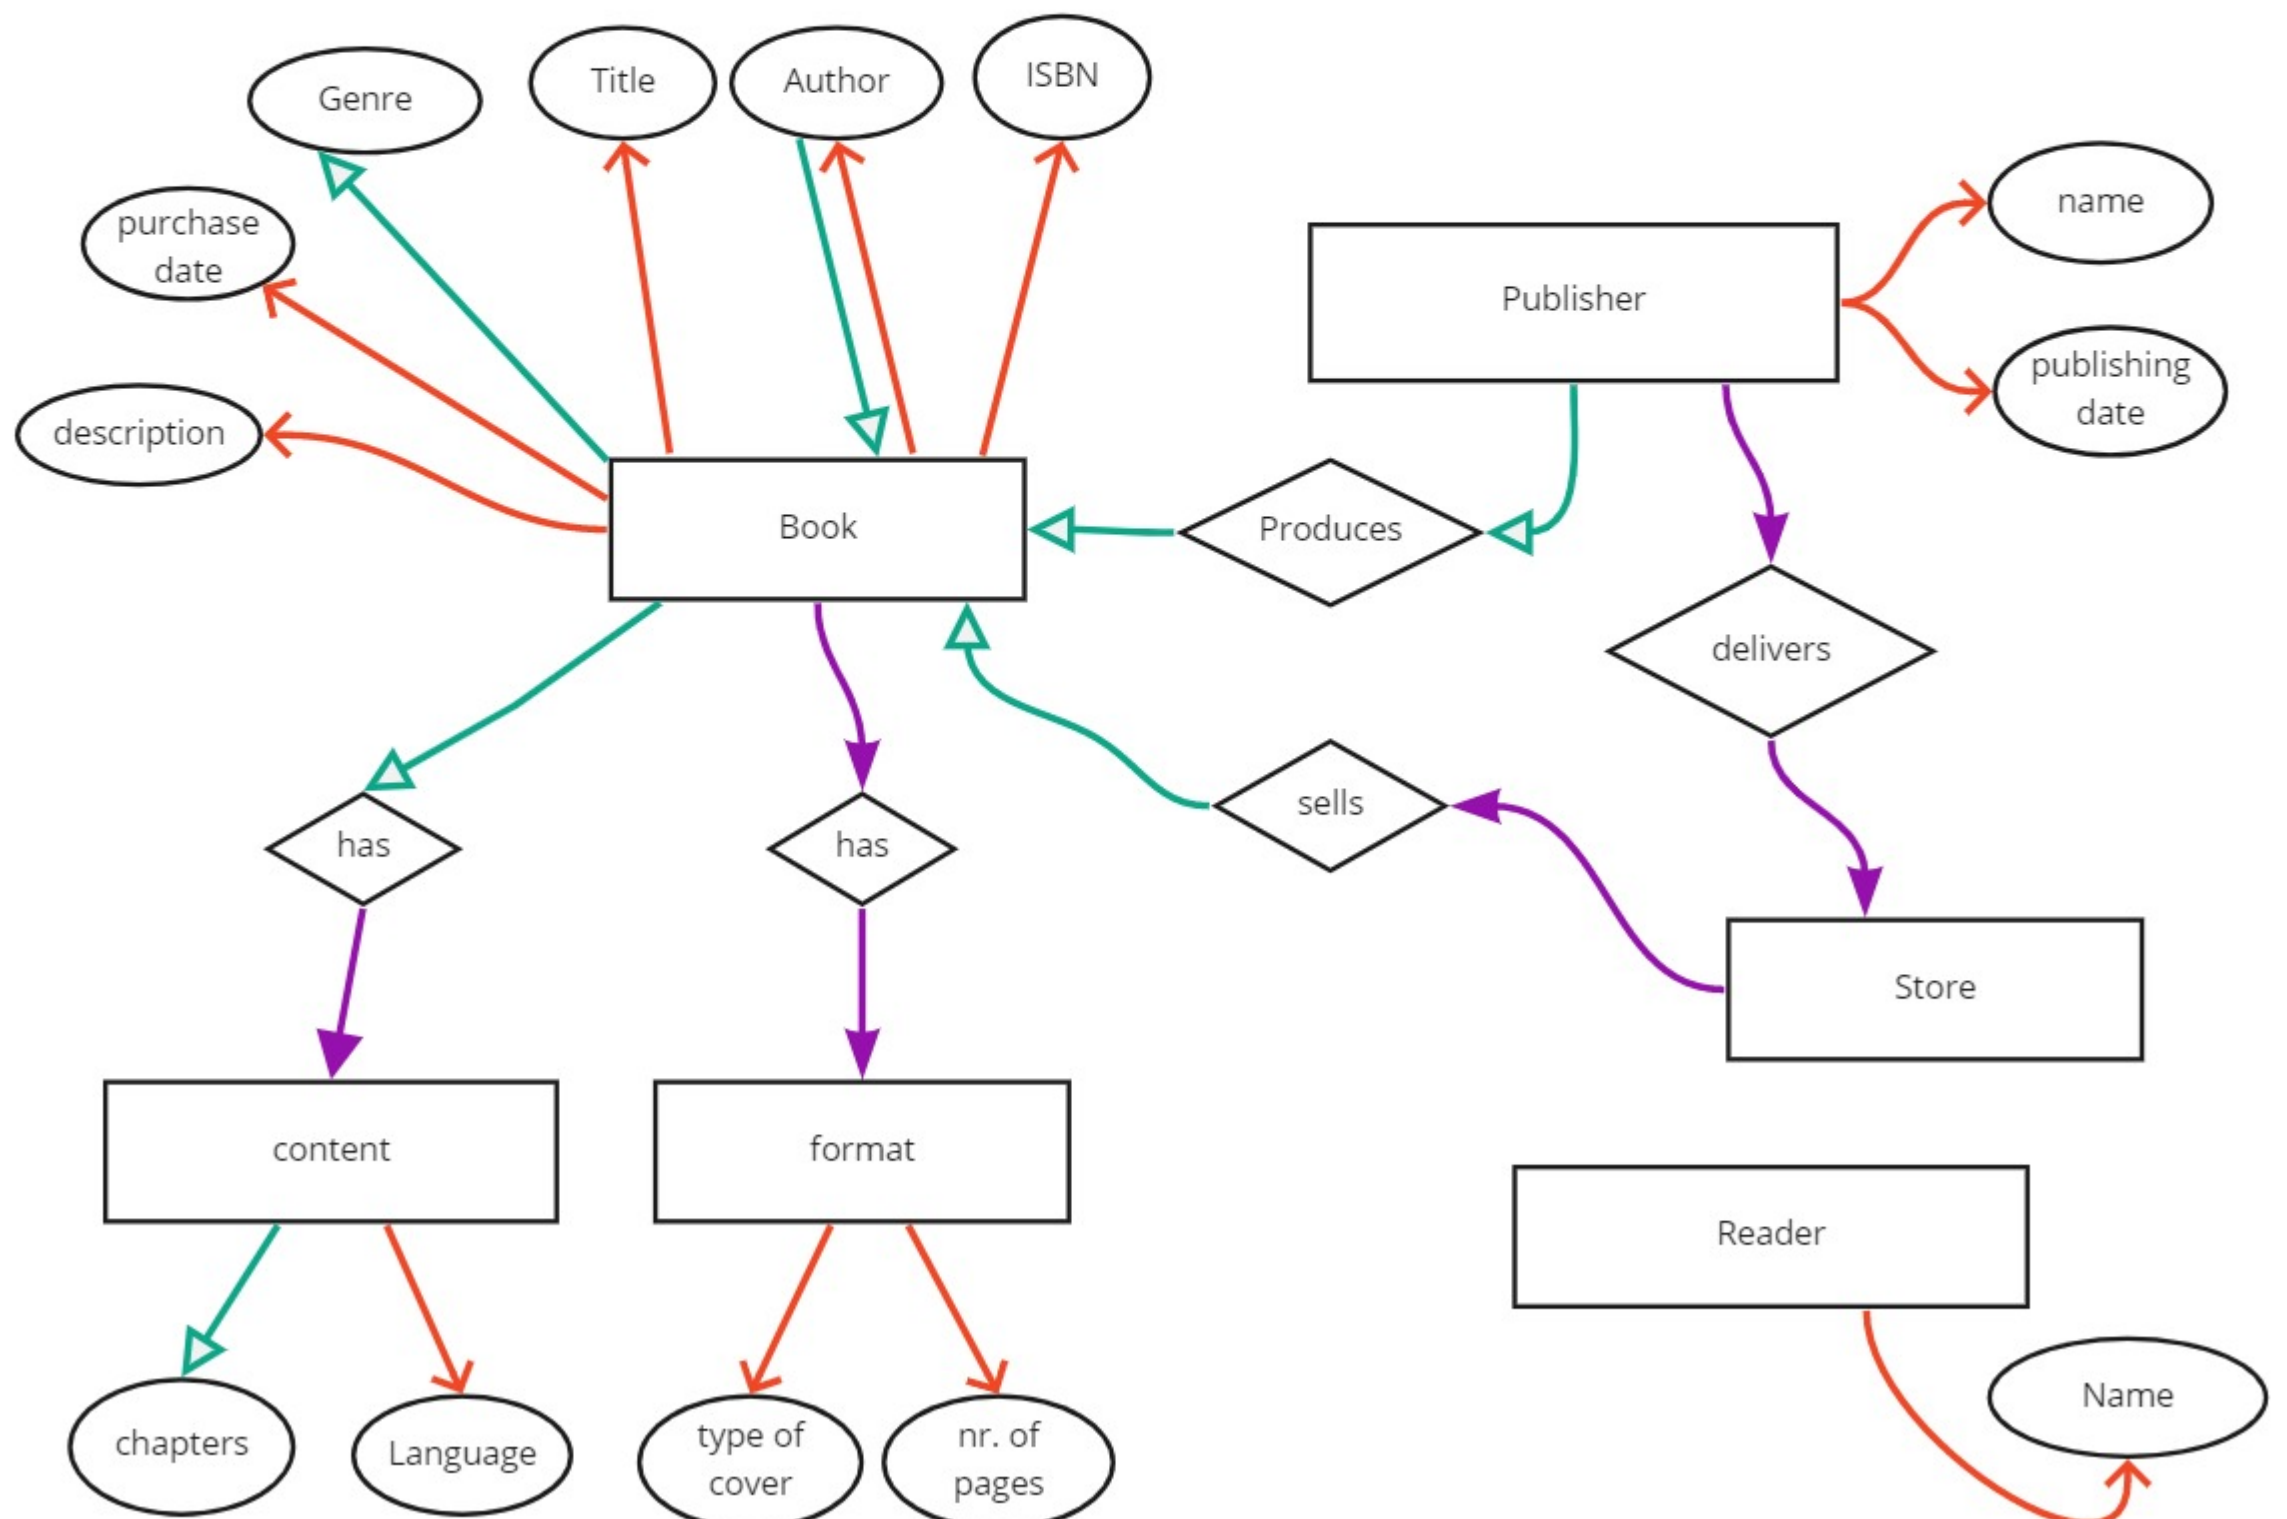 Genre
Title
Author
ISBN
purchase
date
name
Publisher
publishing
date
description
Book
Produces
delivers
has
has
sells
Store
content
format
Reader
chapters
Language
type of
cover
nr. of
pages
Name